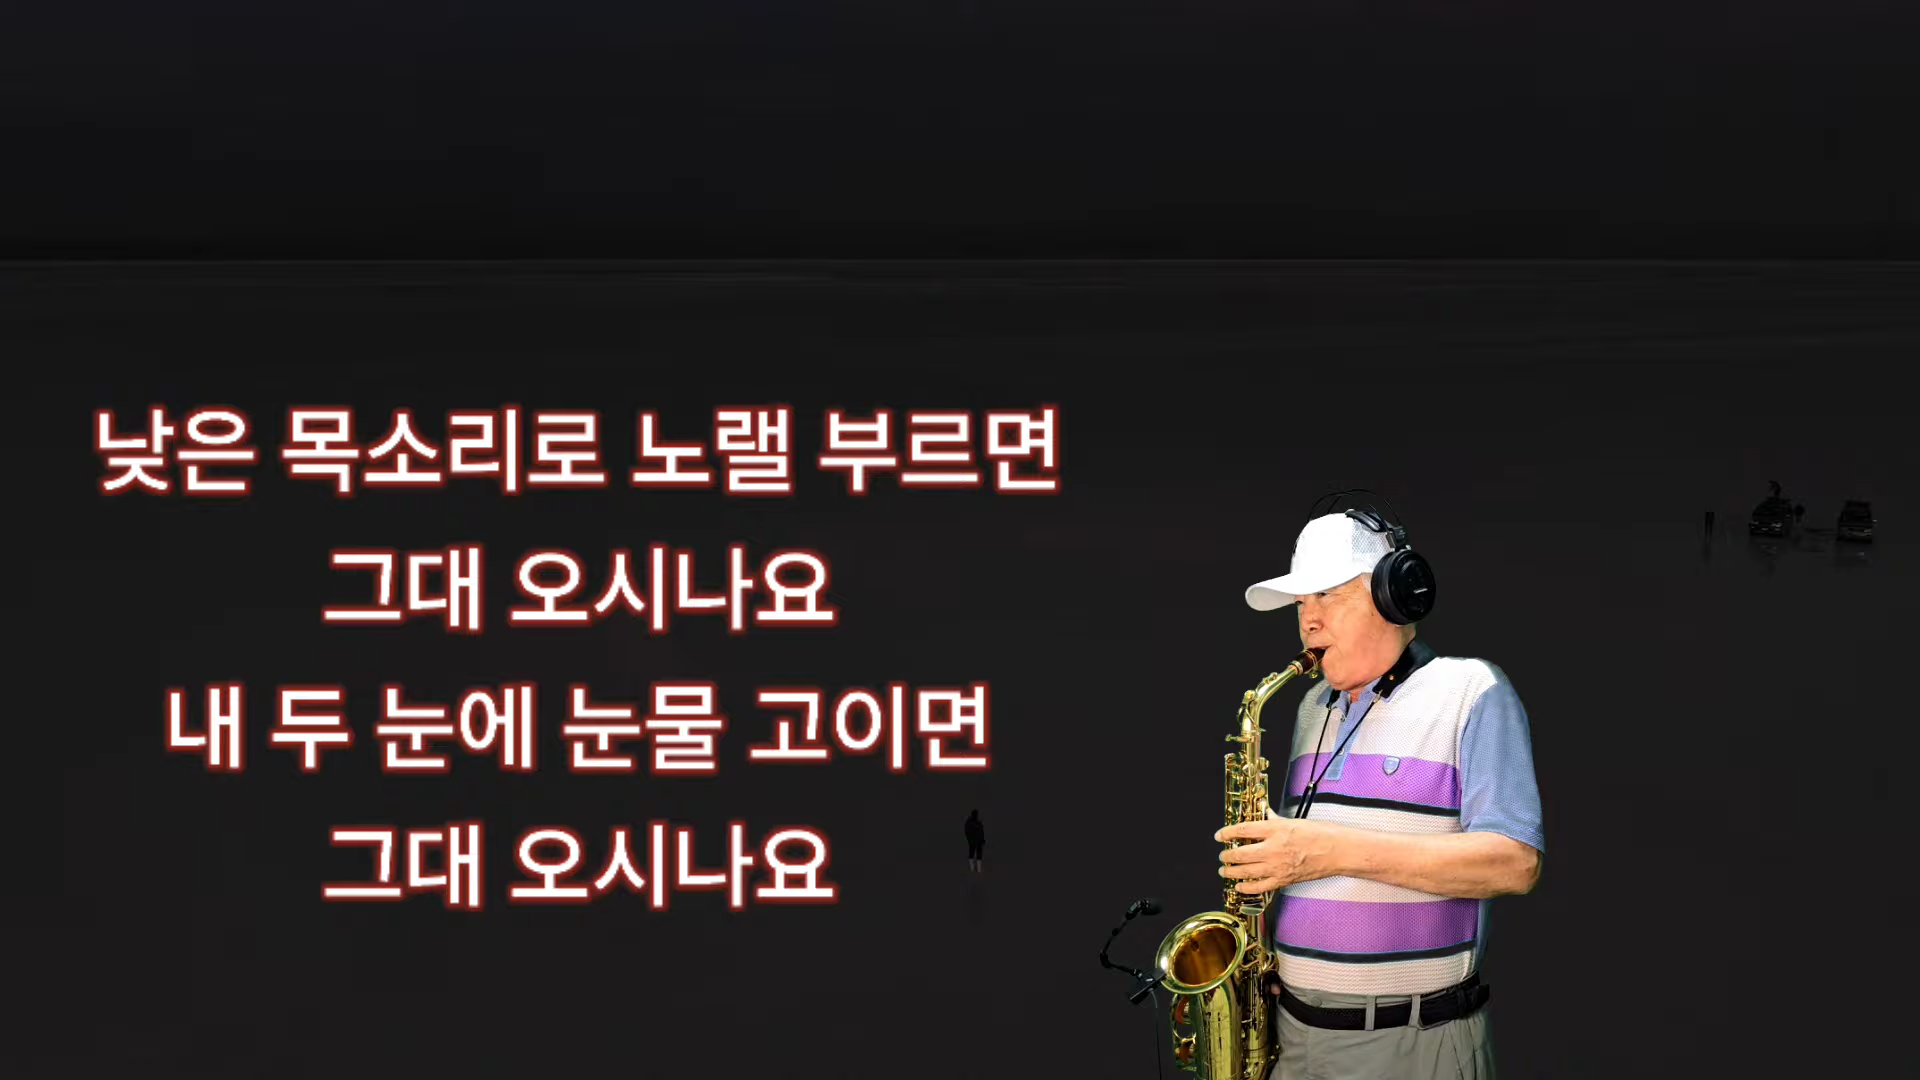 낮은 목소리로 노랠 부르면
그대 오시나요
내 두 눈에 눈물 고이면
그대 오시나요